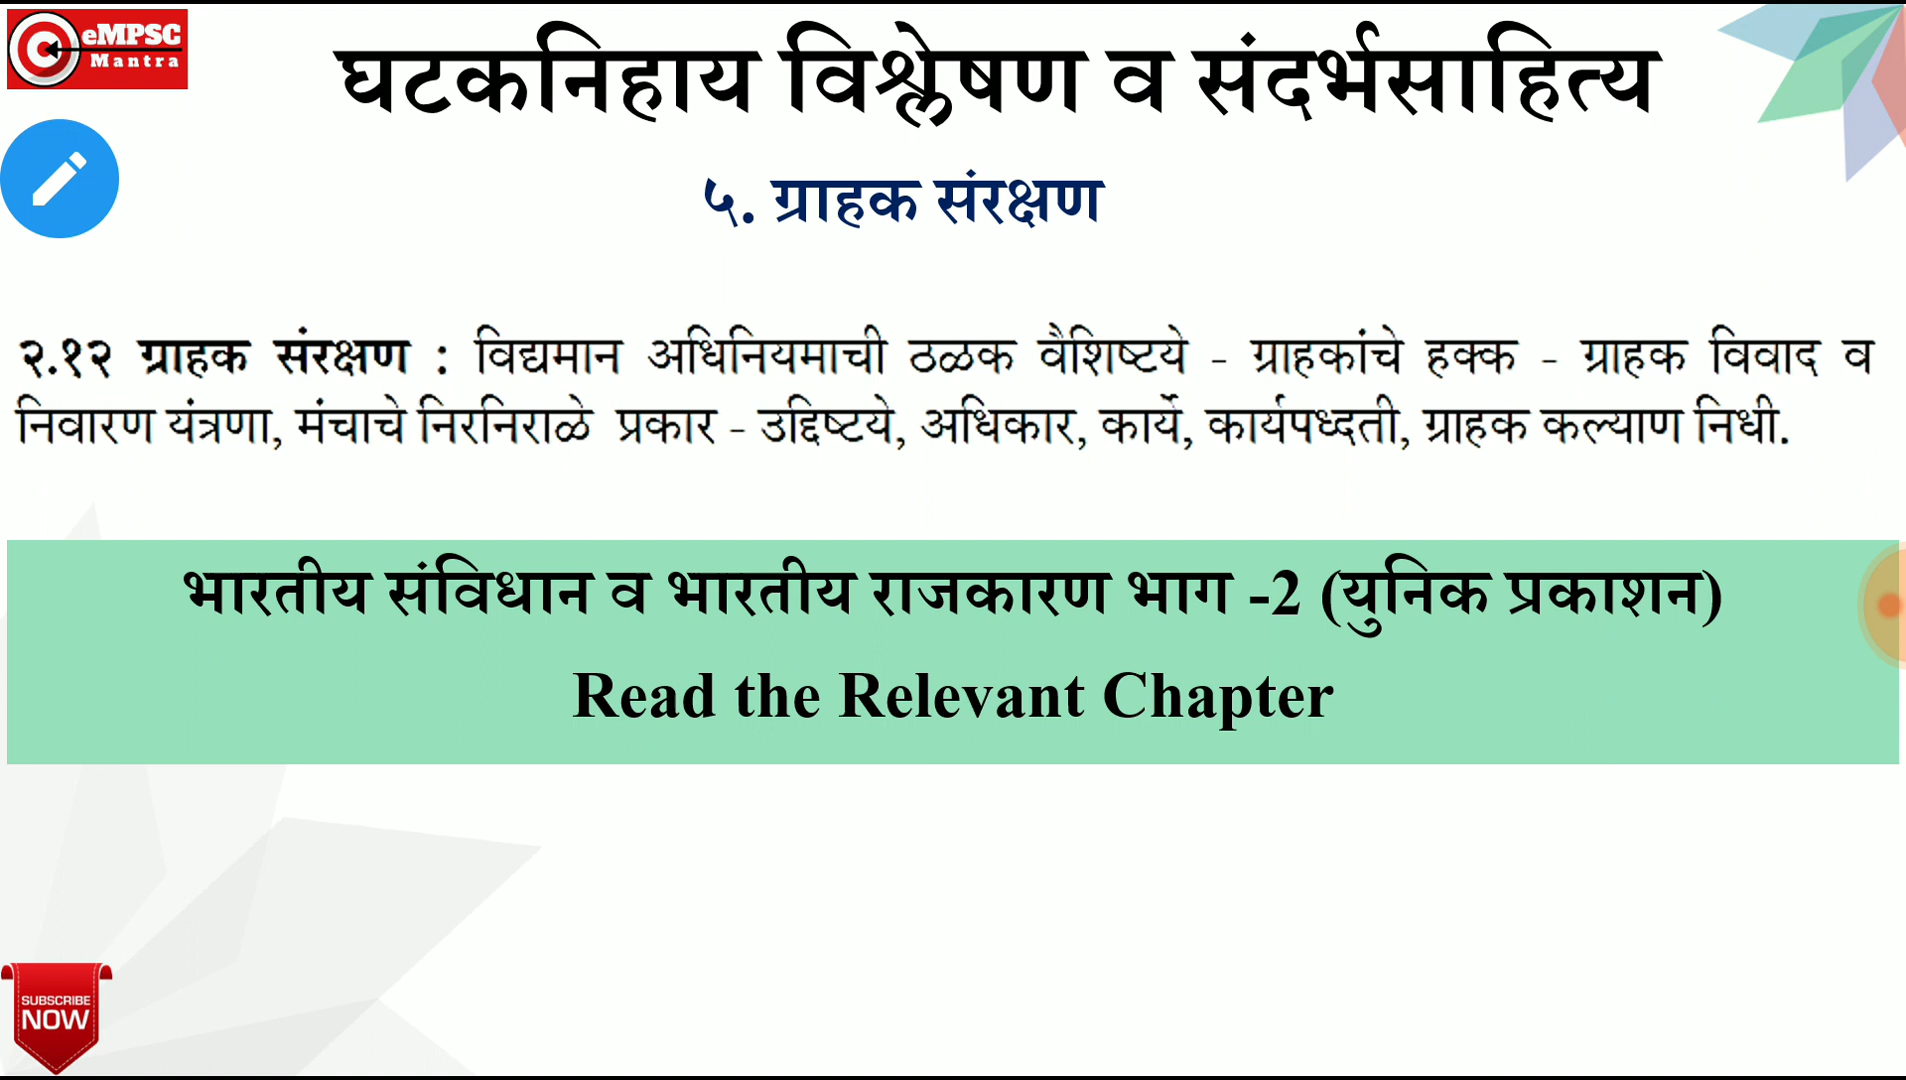 eMPSC
Mantra
घटकनिहाय विश्लेषण व संदर्भसाहित्य
५. ग्राहक संरक्षण
२.१२ ग्राहक संरक्षण : विद्यमान अधिनियमाची ठळक वैशिष्टये - ग्राहकांचे हक्क - ग्राहक विवाद व
निवारण यंत्रणा, मंचाचे निरनिराळे प्रकार - उद्दिष्टये, अधिकार, कार्ये, कार्यपध्दती, ग्राहक कल्याण निधी.
भारतीय संविधान व भारतीय राजकारण भाग -2 (युनिक प्रकाशन)
Read the Relevant Chapter
SUBSCRIBE
NOW